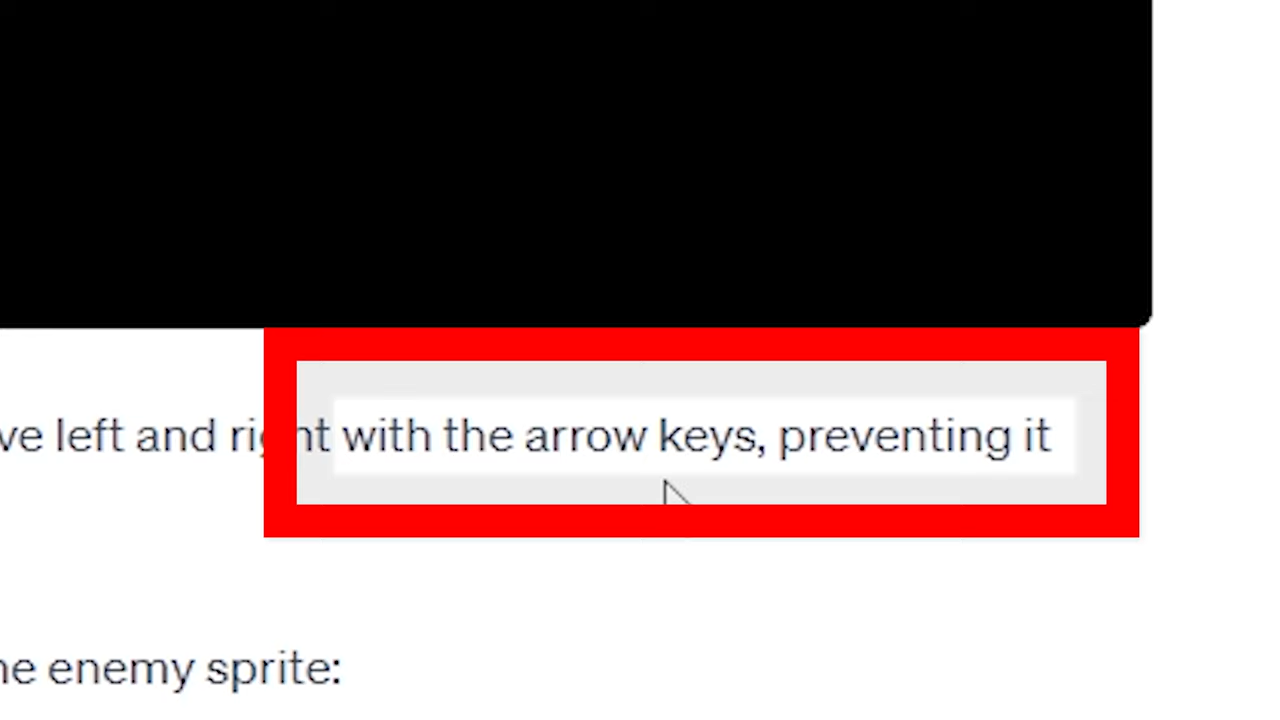 ve left and right with the arrow keys, preventing it
ne enemy sprite: